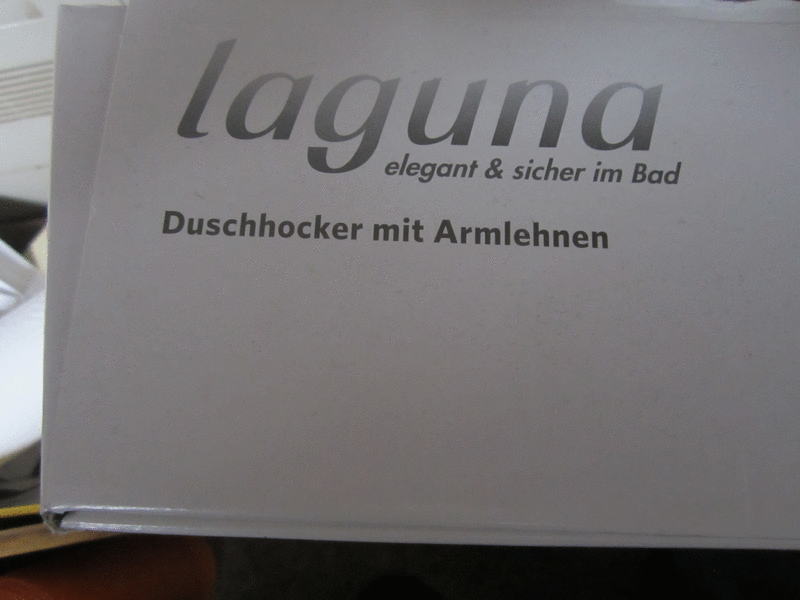 laguna
elegant & sicher im Bad
Duschhocker mit Armlehnen